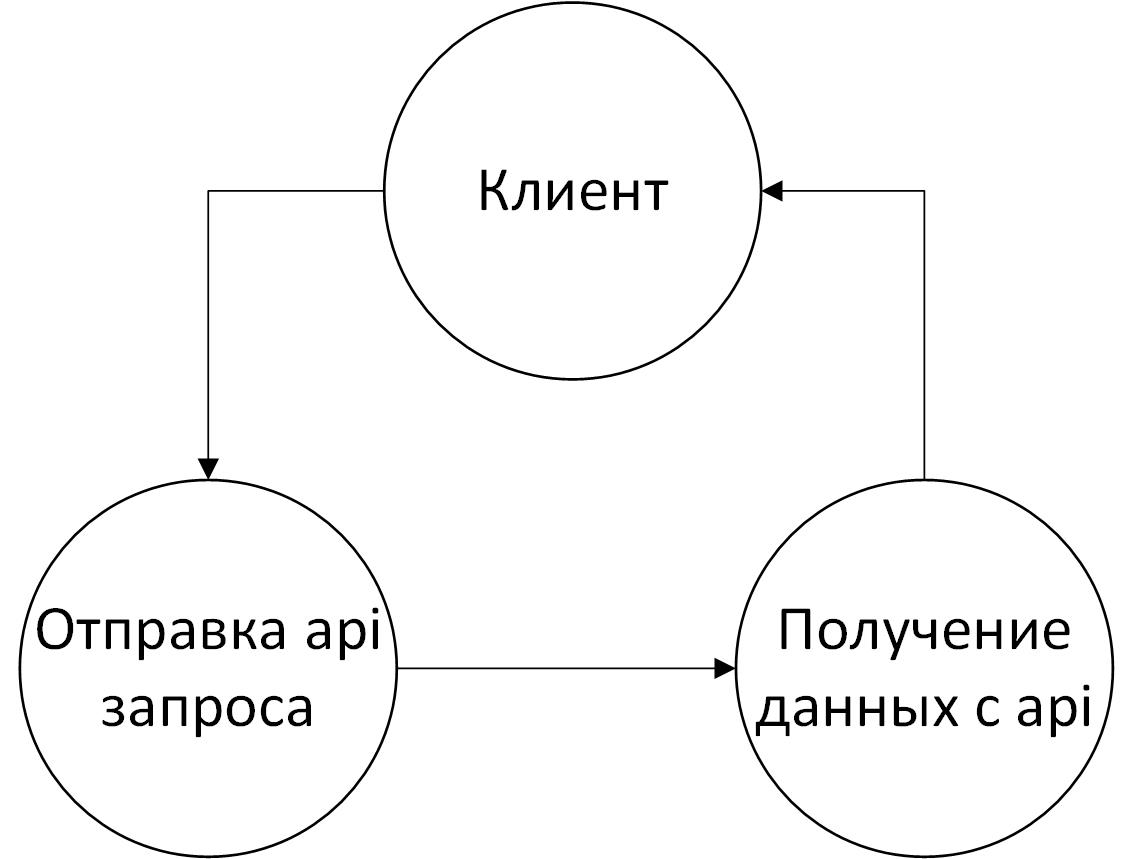 Клиент
Отправка api
запроса
Получение
данных с api